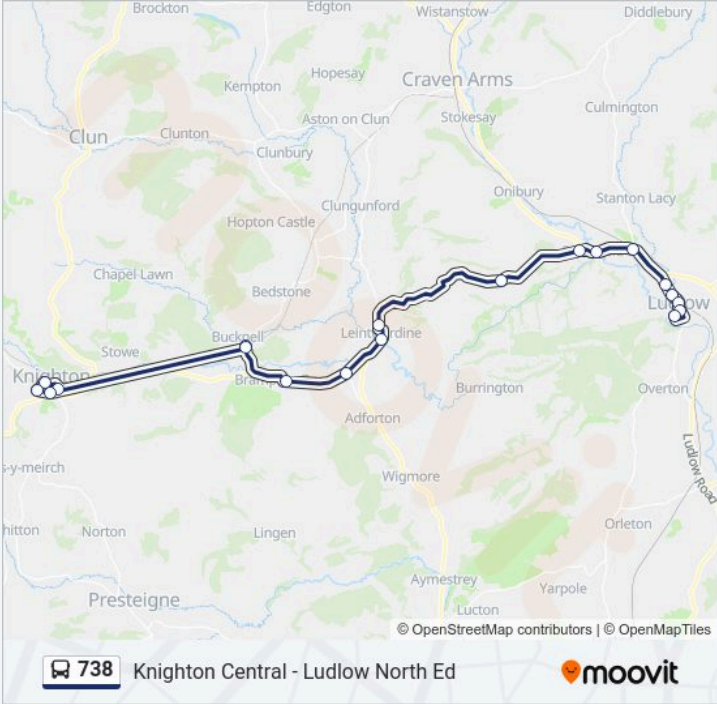 Brockton
Edgton
Wistanstow
Diddlebury
Hopesay
Craven Arms
Kempton
Culmington
Aston on Clun
Stokesay
Clun
Clunton
Clunbury
Onibury
Stanton Lacy
Clungunford
Hopton Castle
Chapel Lawn
Bedstone
Ludlow
Bucknell
Leintwardine
Stowe
Knighton
Bramp
Burrington
Overton
Adforton
Ludlow Road
s-y-meirch
Wigmore
Orleton
hitton
Norton
Lingen
Aymestrey
Yarpole
Presteigne
Lucton
© OpenStreetMap contributors | © OpenMapTiles
738 Knighton Central - Ludlow North Ed
moovit